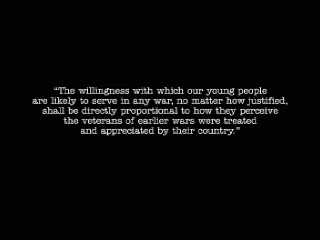 “The willingness with which our young people
are likely to serve in any war, no matter how justified,
shall be directly proportional to how they perceive
the veterans of earlier wars were treated
and appreciated by their country.”